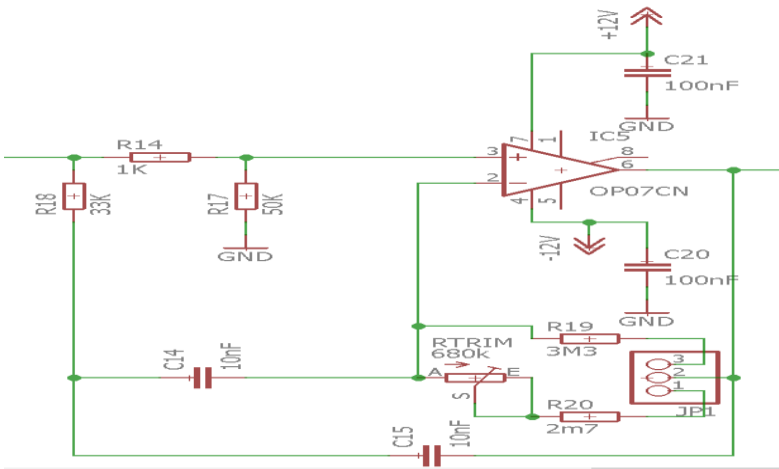 +12V
C21
100nF
GND
R14
1K
IC5
7
1
3
8
6
2
OP07CN
4
5
R18
33K
R17
50K
GND
-12V
C20
100nF
GND
R19
3M3
RTRIM
680k
C14
10nF
A
E
S
3
2
1
JP1
R20
2m7
C15
10nF